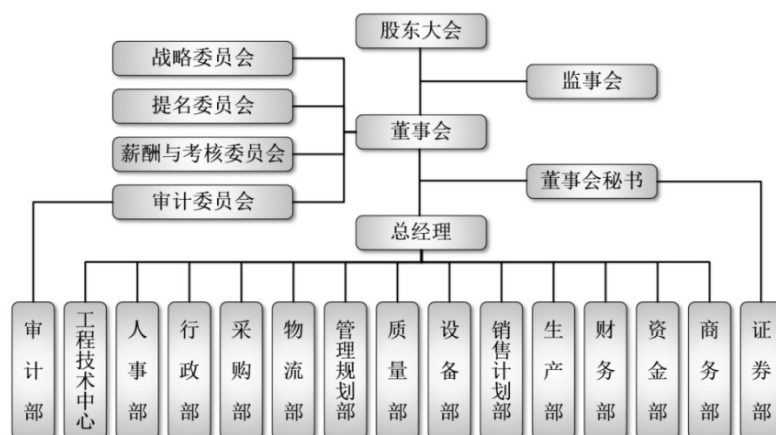 股东大会
战略委员会
监事会
提名委员会
董事会
薪酬与考核委员会
董事会秘书
审计委员会
总经理
审计部
工程技术中心
人事部
行政部
采购部
物流部
管理规划部
质量部
设备部
销售计划部
生产部
财务部
资金部
商务部
证券部